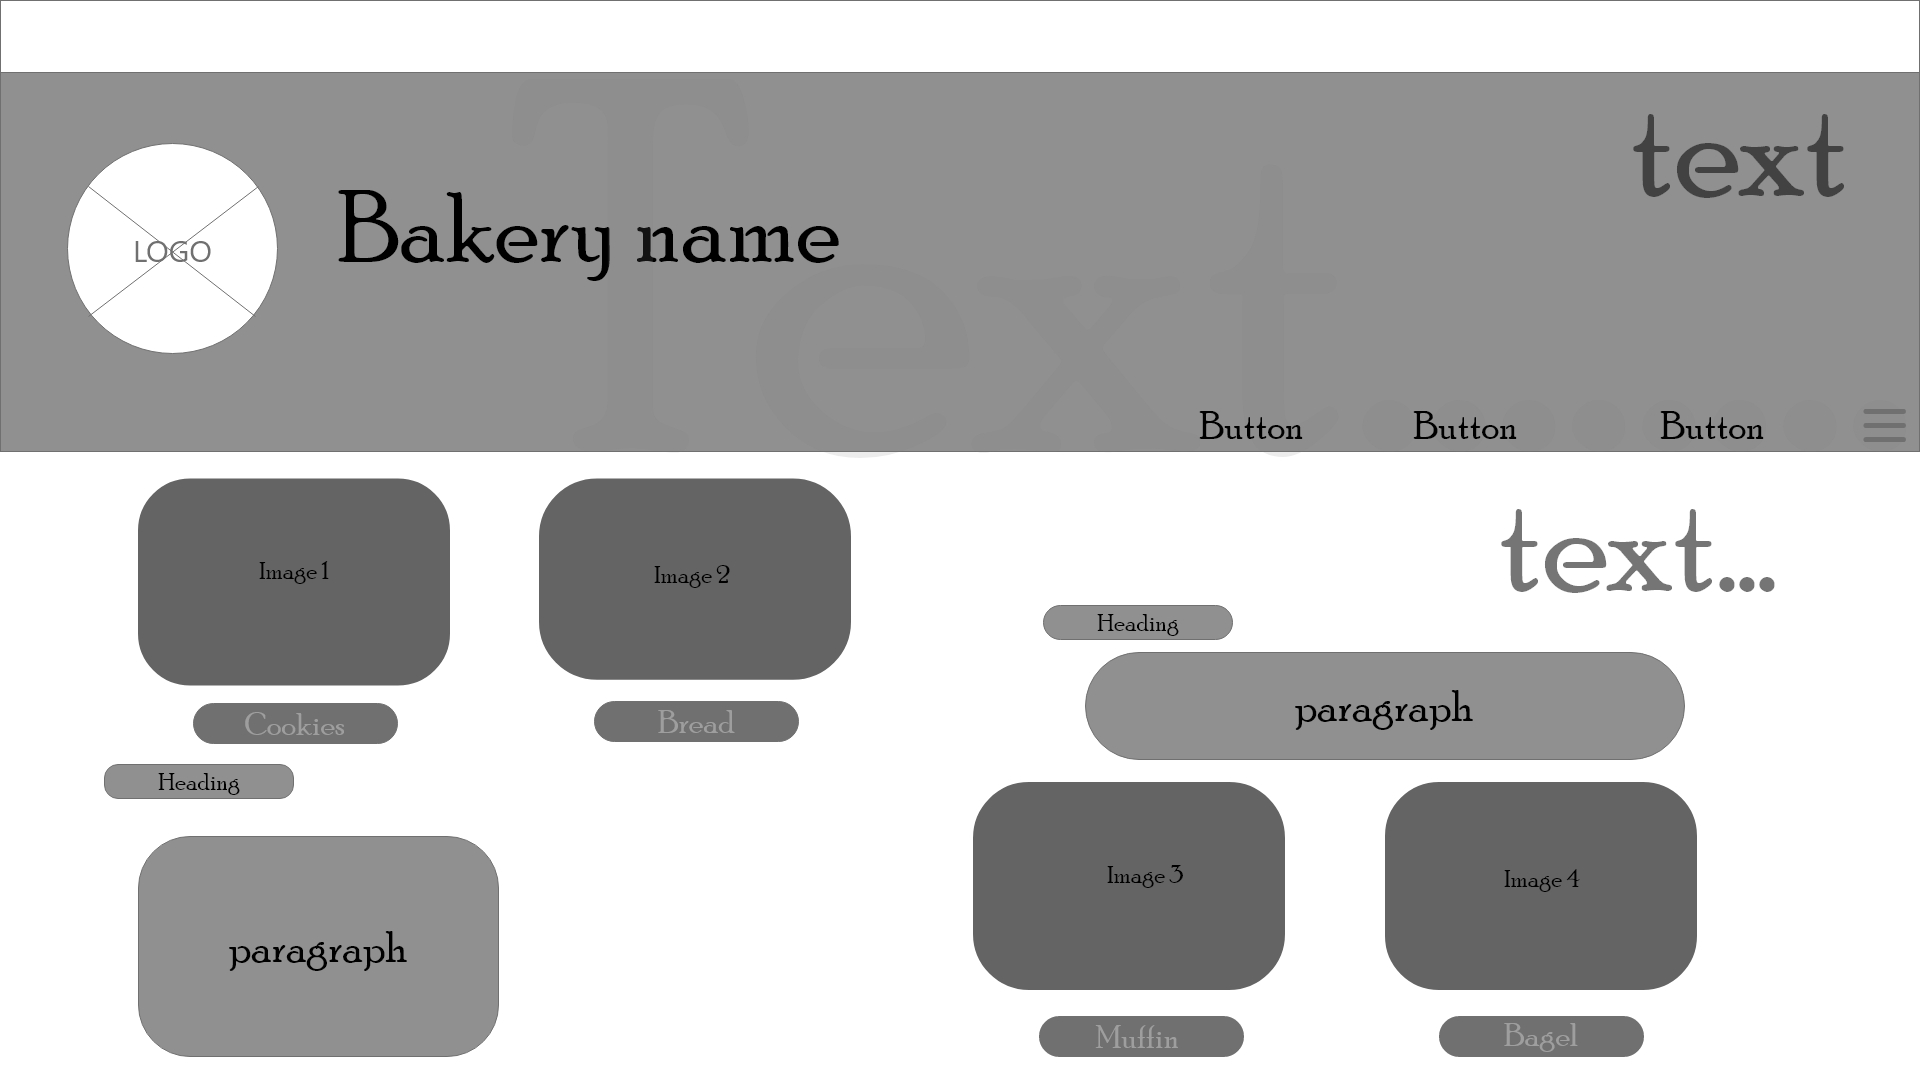 text
LOGO
Bakery name
Text........
Button
Button
Button
Image 1
Image 2
text...
Heading
paragraph
Cookies
Bread
Heading
paragraph
Image 3
Image 4
Muffin
Bagel